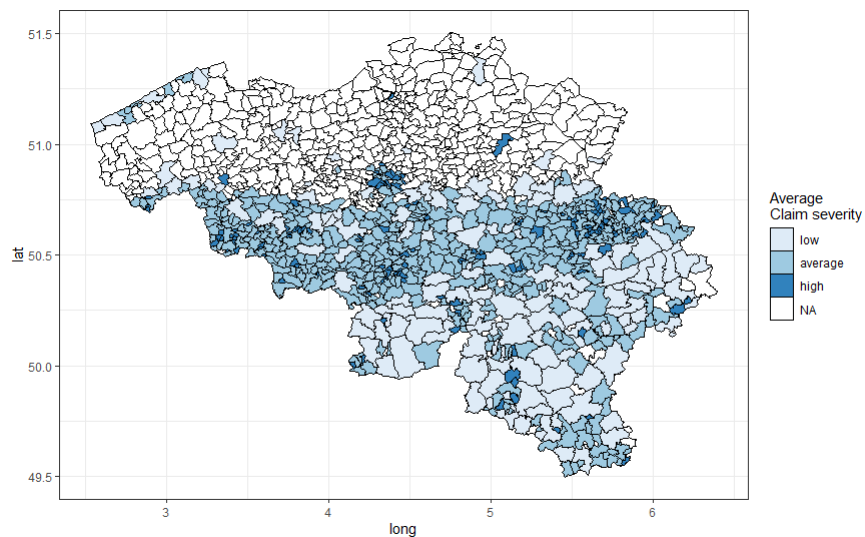 51.5
51.0
50.5
50.0
49.5
lat
3 4 5 6
long
Average
Claim severity
low
average
high
NA